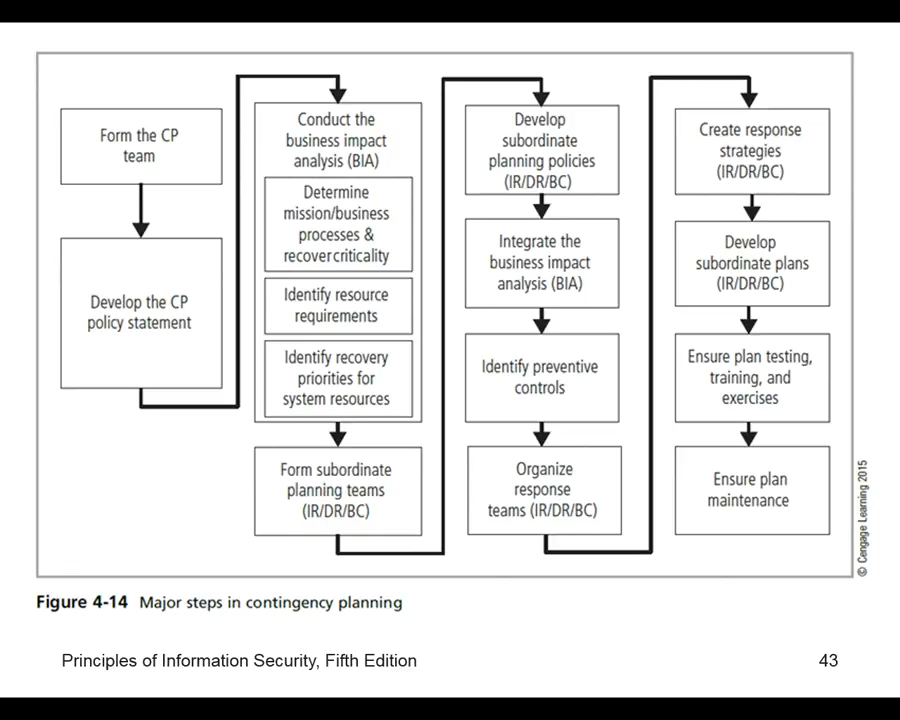 Form the CP
team
Develop the CP
policy statement
Conduct the
business impact
analysis (BIA)
Determine
mission/business
processes &
recover criticality
Identify resource
requirements
Identify recovery
priorities for
system resources
Form subordinate
planning teams
(IR/DR/BC)
Develop
subordinate
planning policies
(IR/DR/BC)
Integrate the
business impact
analysis (BIA)
Identify preventive
controls
Organize
response
teams (IR/DR/BC)
Create response
strategies
(IR/DR/BC)
Develop
subordinate plans
(IR/DR/BC)
Ensure plan testing,
training, and
exercises
Ensure plan
maintenance
© Cengage Learning 2015
Figure 4-14 Major steps in contingency planning
Principles of Information Security, Fifth Edition
43